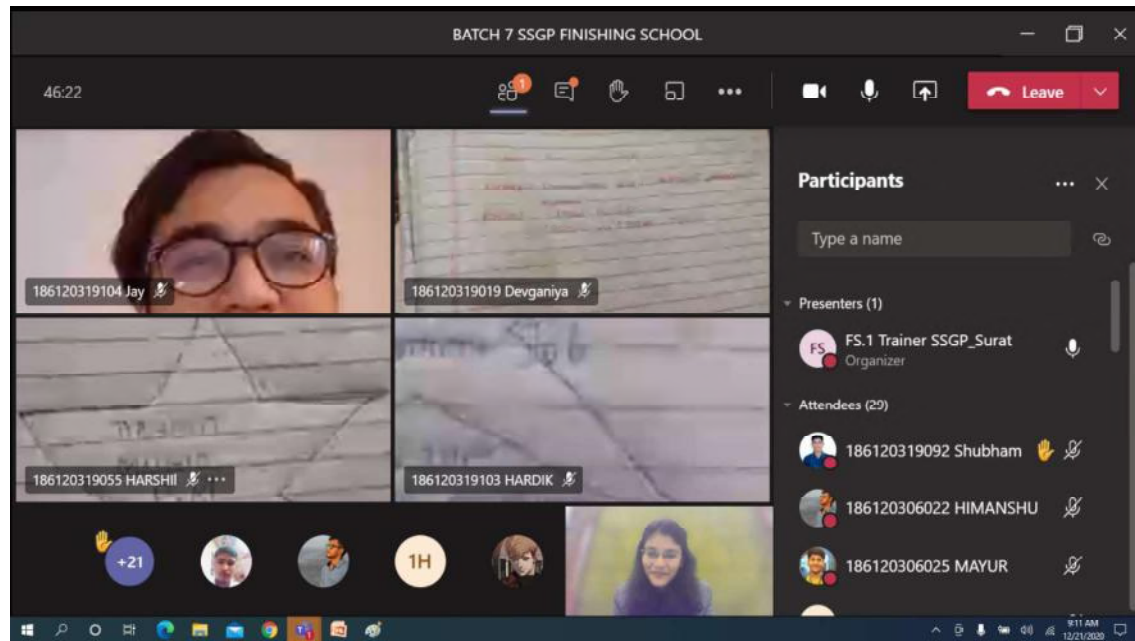 BATCH 7 SSGP FINISHING SCHOOL
46:22
1
Leave
186120319104 Jay
186120319019 Devganiya
186120319055 HARSHIl
186120319103 HARDIK
+21
1H
Participants
Type a name
Presenters (1)
FS
FS.1 Trainer SSGP_Surat
Organizer
Attendees (29)
186120319092 Shubham
186120306022 HIMANSHU
186120306025 MAYUR
9:11 AM
12/21/2020